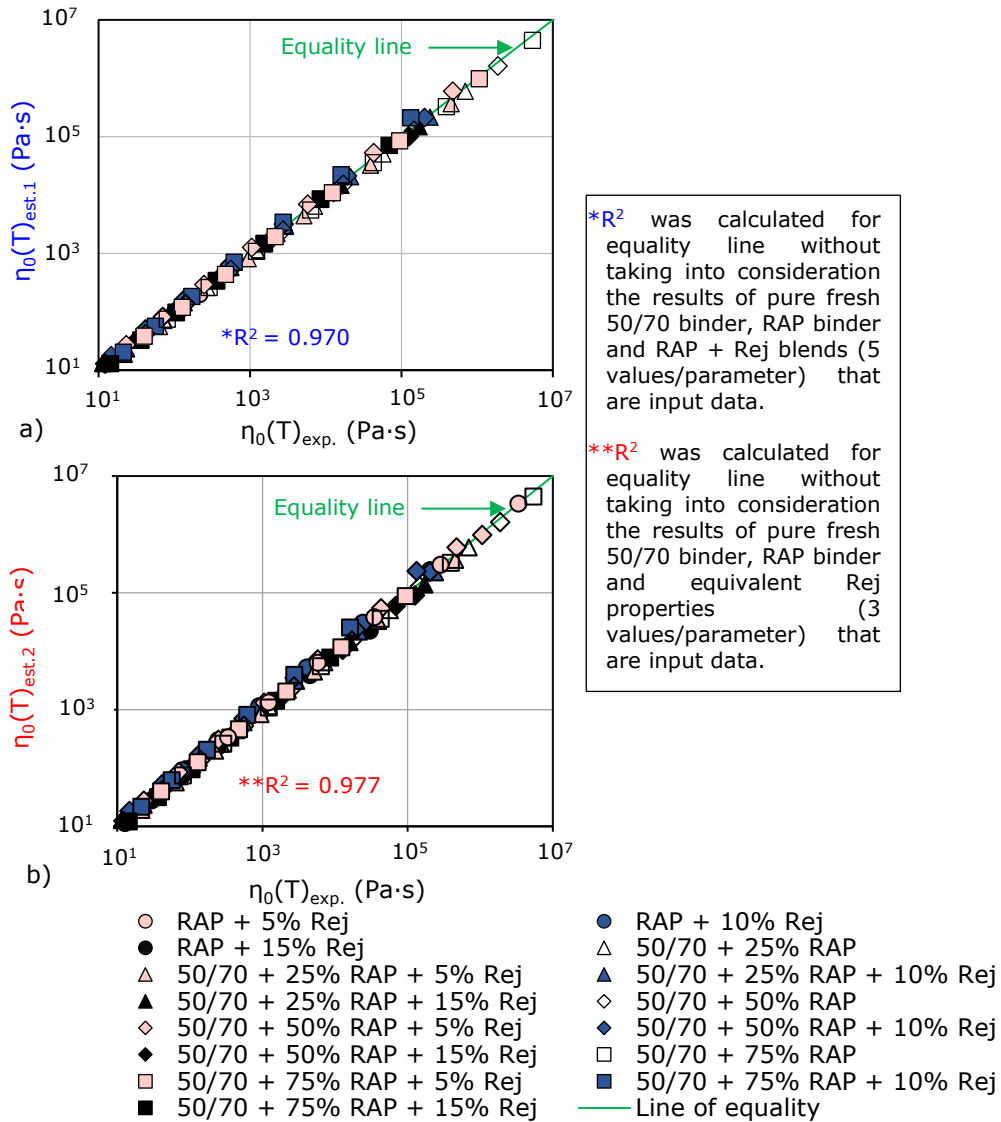 10⁷
10⁵
10³
10¹
η₀(T)est.1 (Pa·s)
Equality line
*R² = 0.970
10¹ 10³ 10⁵ 10⁷
a)
η₀(T)exp. (Pa·s)
10⁷
10⁵
10³
10¹
η₀(T)est.2 (Pa·s)
Equality line
**R² = 0.977
10¹ 10³ 10⁵ 10⁷
b)
η₀(T)exp. (Pa·s)
*R² was calculated for
equality line without
taking into consideration
the results of pure fresh
50/70 binder, RAP binder
and RAP + Rej blends (5
values/parameter) that
are input data.
**R² was calculated for
equality line without
taking into consideration
the results of pure fresh
50/70 binder, RAP binder
and equivalent Rej
properties (3
values/parameter) that
are input data.
RAP + 5% Rej
RAP + 10% Rej
RAP + 15% Rej
50/70 + 25% RAP
50/70 + 25% RAP + 5% Rej
50/70 + 25% RAP + 10% Rej
50/70 + 25% RAP + 15% Rej
50/70 + 50% RAP
50/70 + 50% RAP + 5% Rej
50/70 + 50% RAP + 10% Rej
50/70 + 50% RAP + 15% Rej
50/70 + 75% RAP
50/70 + 75% RAP + 5% Rej
50/70 + 75% RAP + 10% Rej
50/70 + 75% RAP + 15% Rej
Line of equality